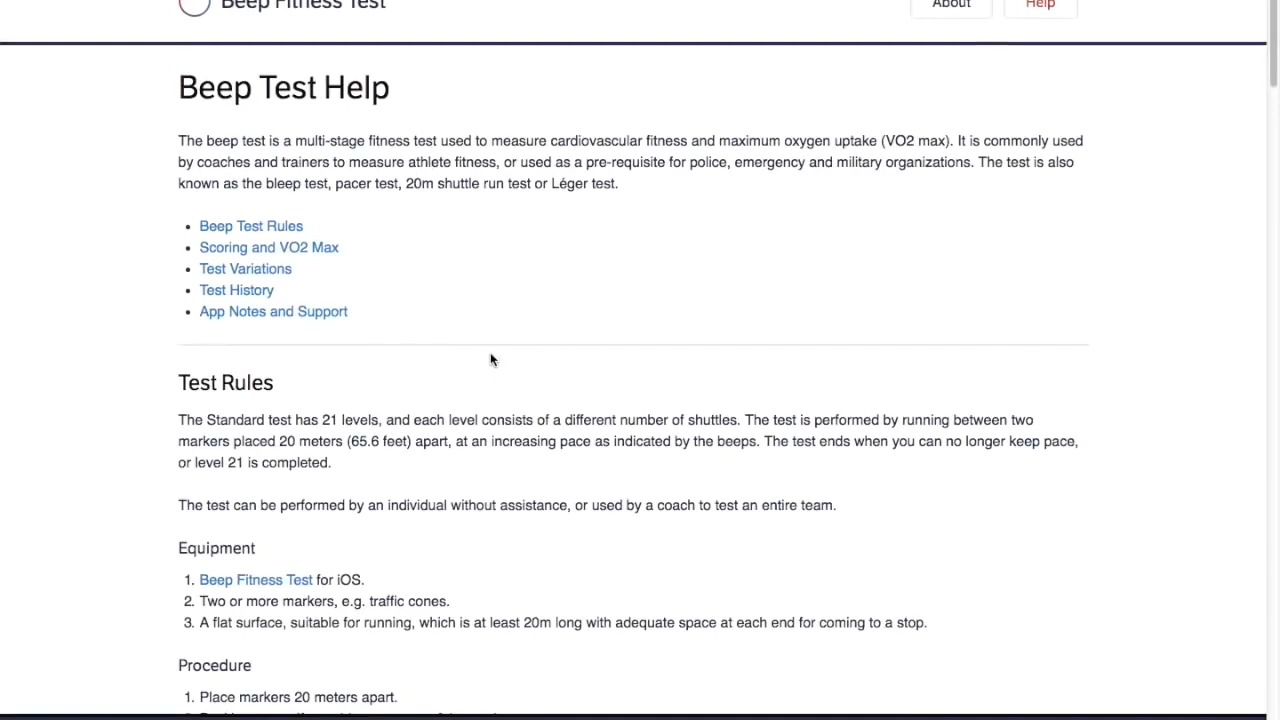 Beep Fitness Test
About
Help
Beep Test Help
The beep test is a multi-stage fitness test used to measure cardiovascular fitness and maximum oxygen uptake (VO2 max). It is commonly used
by coaches and trainers to measure athlete fitness, or used as a pre-requisite for police, emergency and military organizations. The test is also
known as the bleep test, pacer test, 20m shuttle run test or Léger test.
• Beep Test Rules
• Scoring and VO2 Max
• Test Variations
• Test History
• App Notes and Support
Test Rules
The Standard test has 21 levels, and each level consists of a different number of shuttles. The test is performed by running between two
markers placed 20 meters (65.6 feet) apart, at an increasing pace as indicated by the beeps. The test ends when you can no longer keep pace,
or level 21 is completed.
The test can be performed by an individual without assistance, or used by a coach to test an entire team.
Equipment
1. Beep Fitness Test for iOS.
2. Two or more markers, e.g. traffic cones.
3. A flat surface, suitable for running, which is at least 20m long with adequate space at each end for coming to a stop.
Procedure
1. Place markers 20 meters apart.